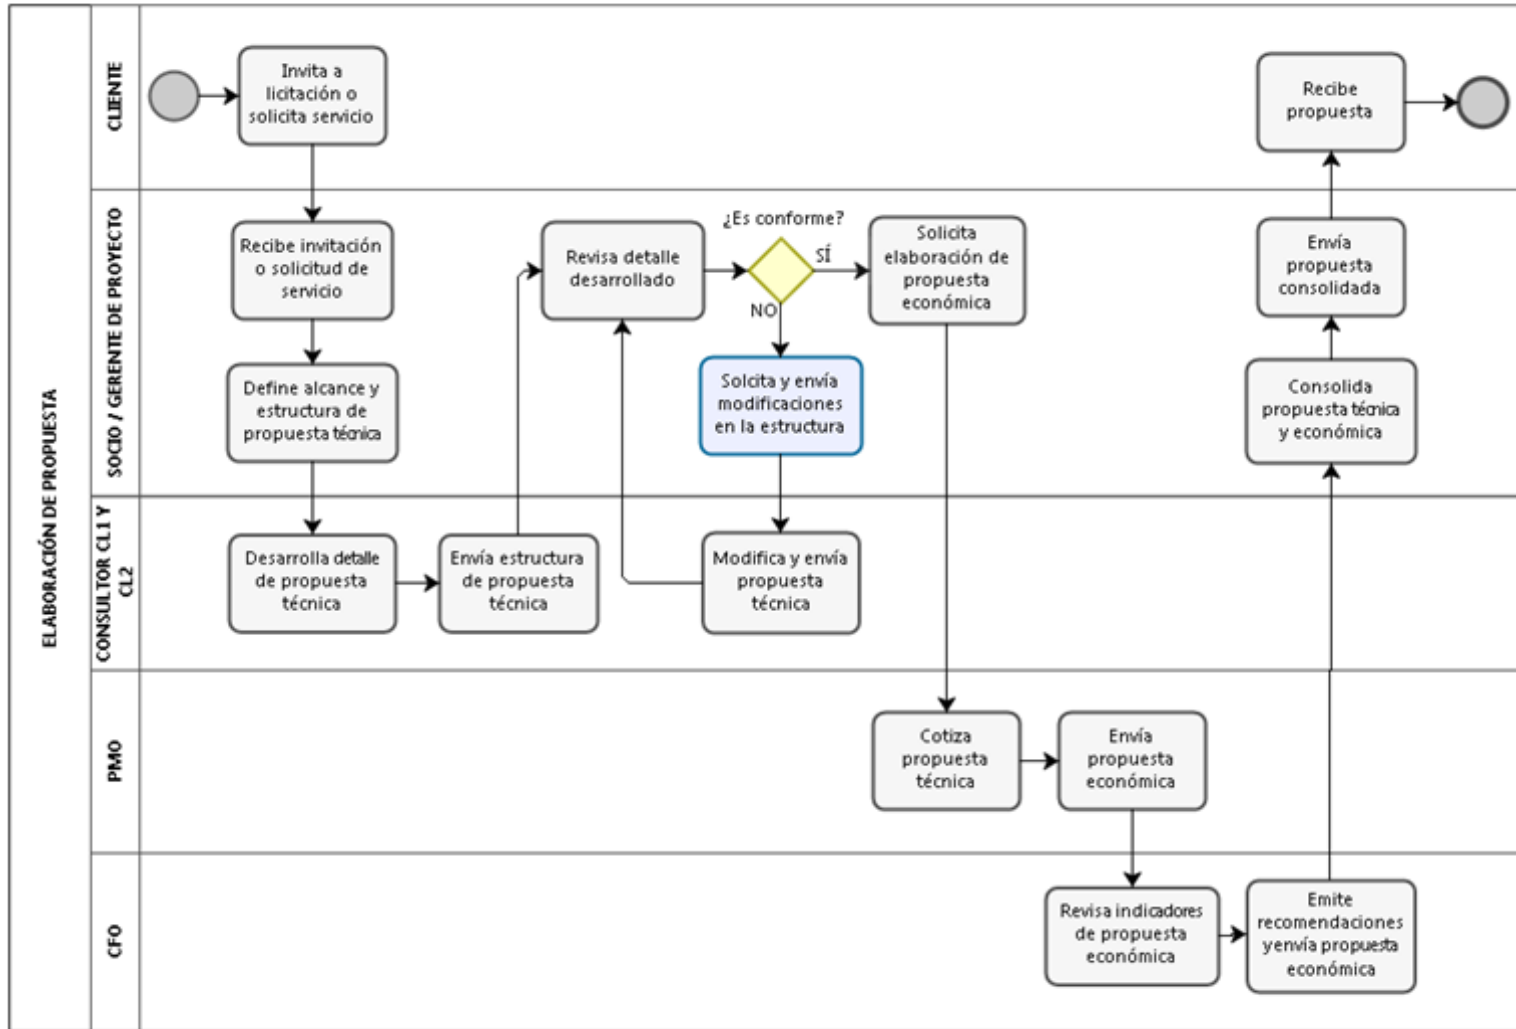 ELABORACIÓN DE PROPUESTA
CLIENTE
Invita a
licitación o
solicita servicio
Recibe
propuesta
SOCIO / GERENTE DE PROYECTO
Recibe invitación
o solicitud de
servicio
Define alcance y
estructura de
propuesta técnica
Revisa detalle
desarrollado
¿Es conforme?
SÍ
NO
Solcita y envía
modificaciones
en la estructura
Solicita
elaboración de
propuesta
económica
Envía
propuesta
consolidada
Consolida
propuesta técnica
y económica
CONSULTOR CL1 Y
CL2
Desarrolla detalle
de propuesta
técnica
Envía estructura
de propuesta
técnica
Modifica y envía
propuesta
técnica
PMO
Cotiza
propuesta
técnica
Envía
propuesta
económica
CFO
Revisa indicadores
de propuesta
económica
Emite
recomendaciones
y envía propuesta
económica